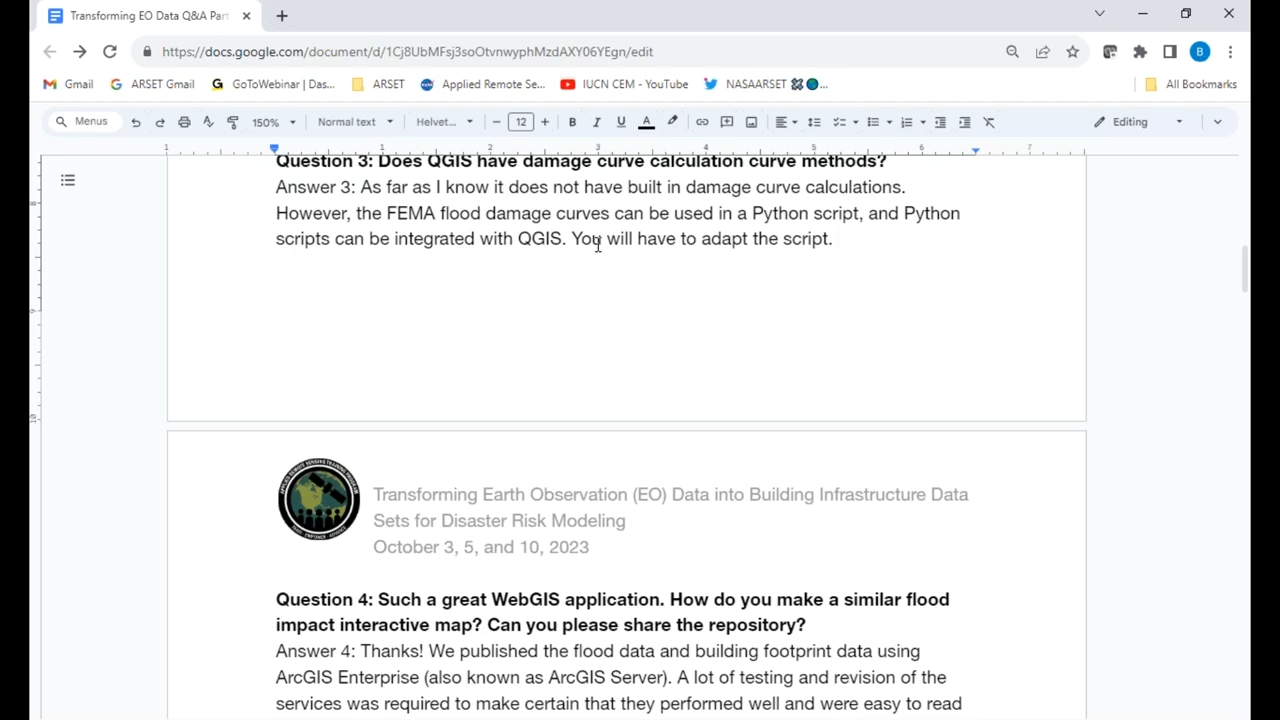 Transforming EO Data Q&A Part
https://docs.google.com/document/d/1Cj8UbMFsj3soOtvnwyphMzdAXY06YEgn/edit
B
Gmail ARSET Gmail GoToWebinar | Das... ARSET Applied Remote Se... IUCN CEM - YouTube NASAARSET ... All Bookmarks
Menus 150% Normal text Helvet... 12 B I U A Editing
1 1 2 3 4 5 6 7
Question 3: Does QGIS have damage curve calculation curve methods?
Answer 3: As far as I know it does not have built in damage curve calculations.
However, the FEMA flood damage curves can be used in a Python script, and Python
scripts can be integrated with QGIS. You will have to adapt the script.
Transforming Earth Observation (EO) Data into Building Infrastructure Data
Sets for Disaster Risk Modeling
October 3, 5, and 10, 2023
Question 4: Such a great WebGIS application. How do you make a similar flood
impact interactive map? Can you please share the repository?
Answer 4: Thanks! We published the flood data and building footprint data using
ArcGIS Enterprise (also known as ArcGIS Server). A lot of testing and revision of the
services was required to make certain that they performed well and were easy to read